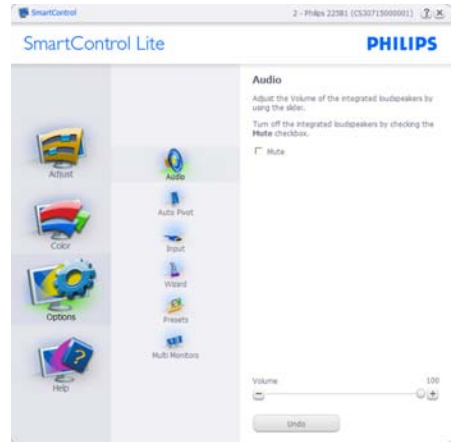 SmartControl
2 - Philips 225B1 (CS307150000001)
?
SmartControl Lite
PHILIPS
Adjust
Color
Options
Help
Audio
Auto Pivot
Input
Wizard
Presets
Multi Monitors
Audio
Adjust the Volume of the integrated loudspeakers by
using the slider.
Turn off the integrated loudspeakers by checking the
Mute checkbox.
Mute
Volume
100
Undo